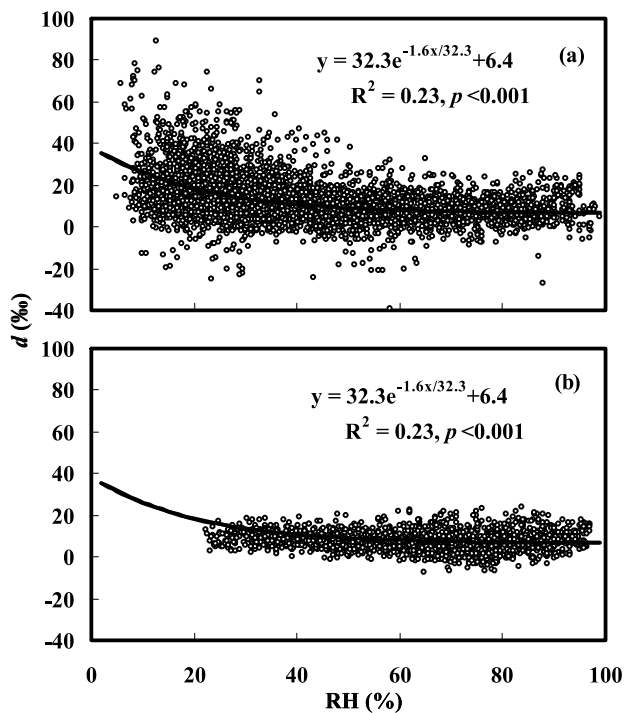 100
80
60
40
20
0
-20
-40
y = 32.3e^-1.6x/32.3+6.4
(a)
R² = 0.23, p <0.001
d (‰)
100
80
60
40
20
0
-20
-40
y = 32.3e^-1.6x/32.3+6.4
(b)
R² = 0.23, p <0.001
0 20 40 60 80 100
RH (%)